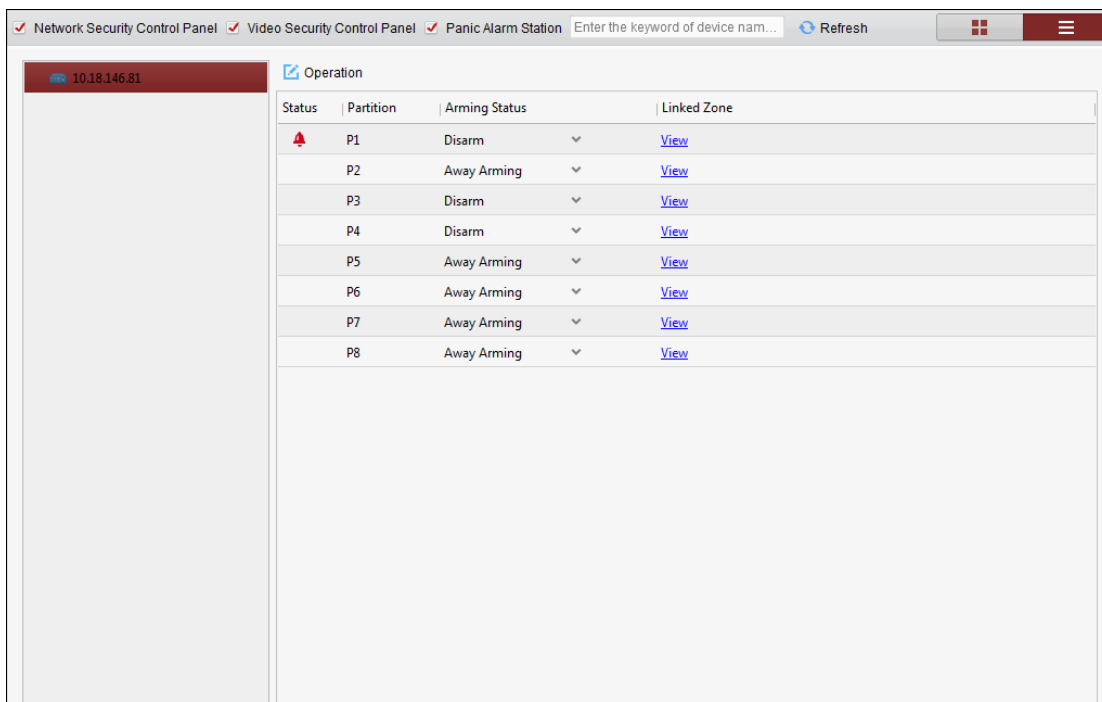 Network Security Control Panel Video Security Control Panel Panic Alarm Station Enter the keyword of device nam... Refresh
10.18.146.81
Operation
Status Partition Arming Status Linked Zone
P1 Disarm View
P2 Away Arming View
P3 Disarm View
P4 Disarm View
P5 Away Arming View
P6 Away Arming View
P7 Away Arming View
P8 Away Arming View